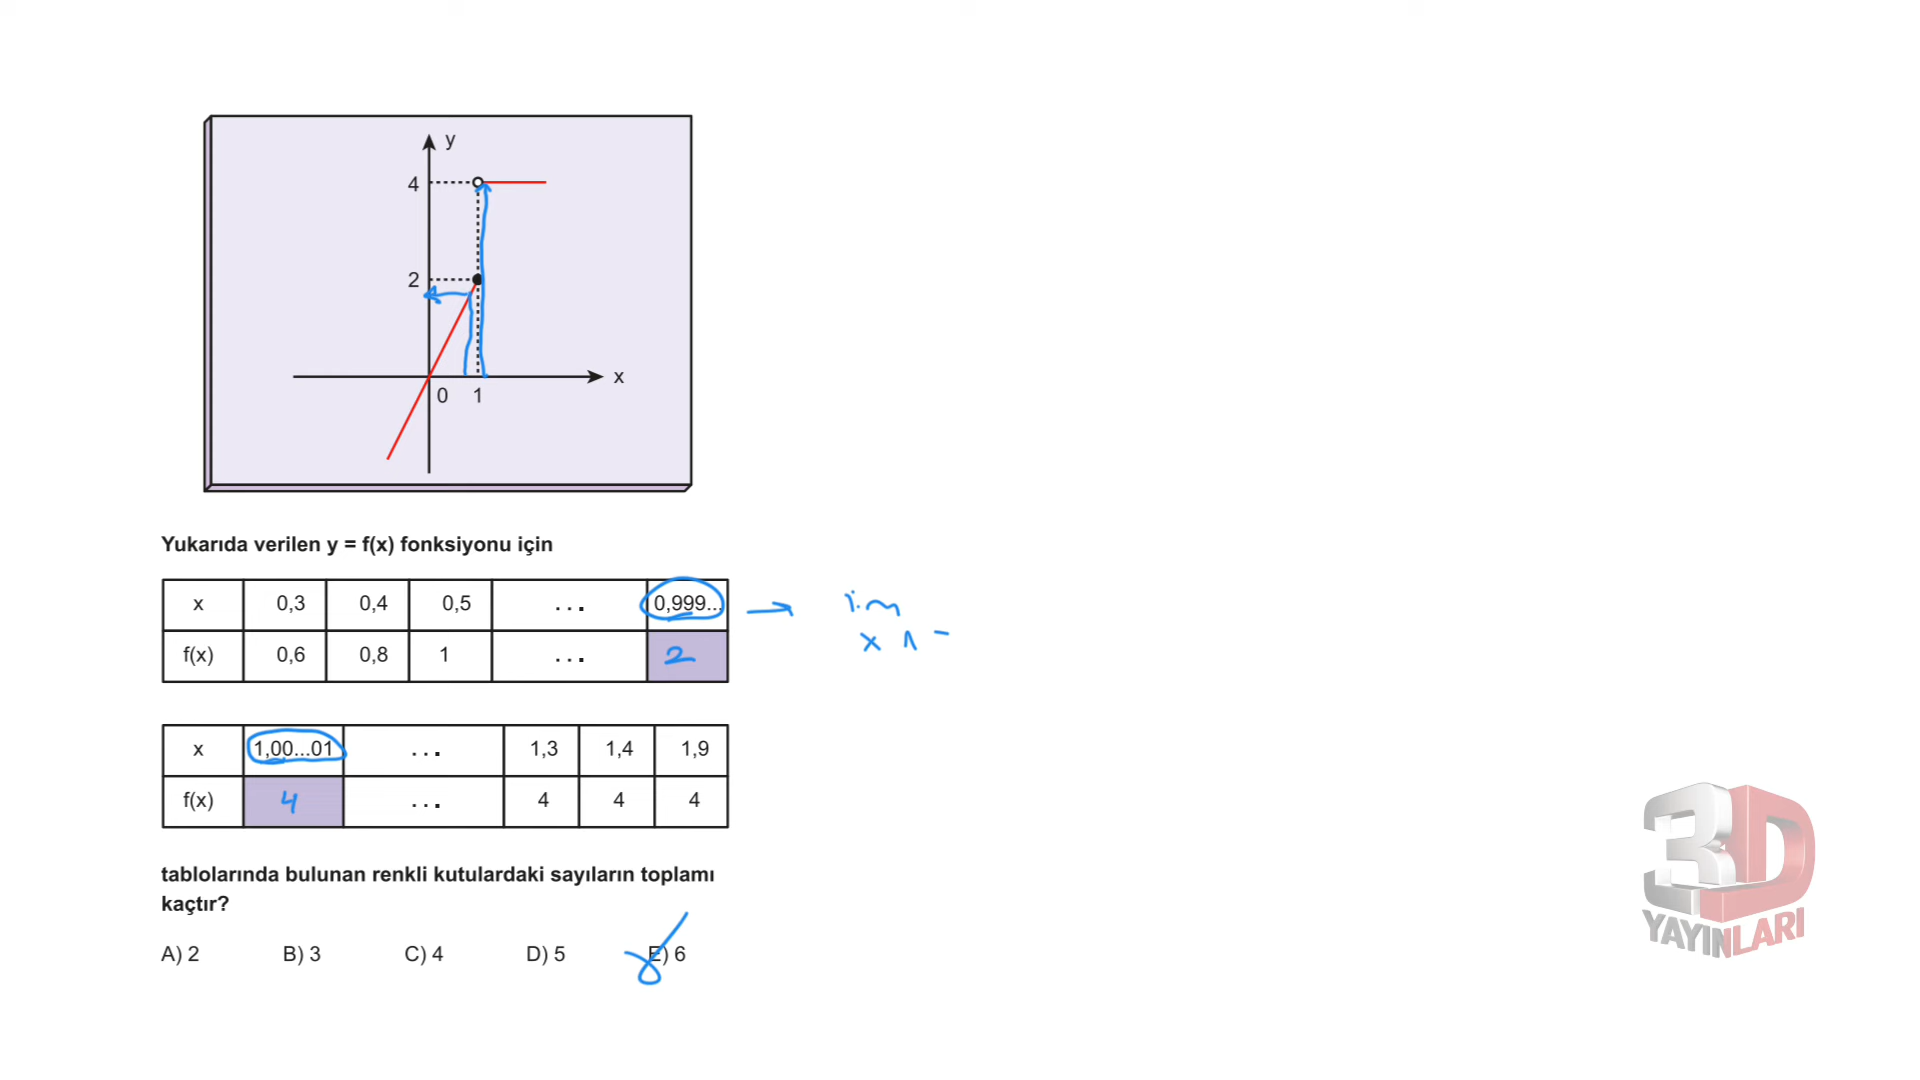 y
4
2
x
0 1
Yukarıda verilen y = f(x) fonksiyonu için
x 0,3 0,4 0,5 ... 0,999...
f(x) 0,6 0,8 1 ... 2
x 1,00...01 ... 1,3 1,4 1,9
f(x) 4 ... 4 4 4
tablolarında bulunan renkli kutulardaki sayıların toplamı
kaçtır?
A) 2 B) 3 C) 4 D) 5 E) 6
3D
YAYINLARI